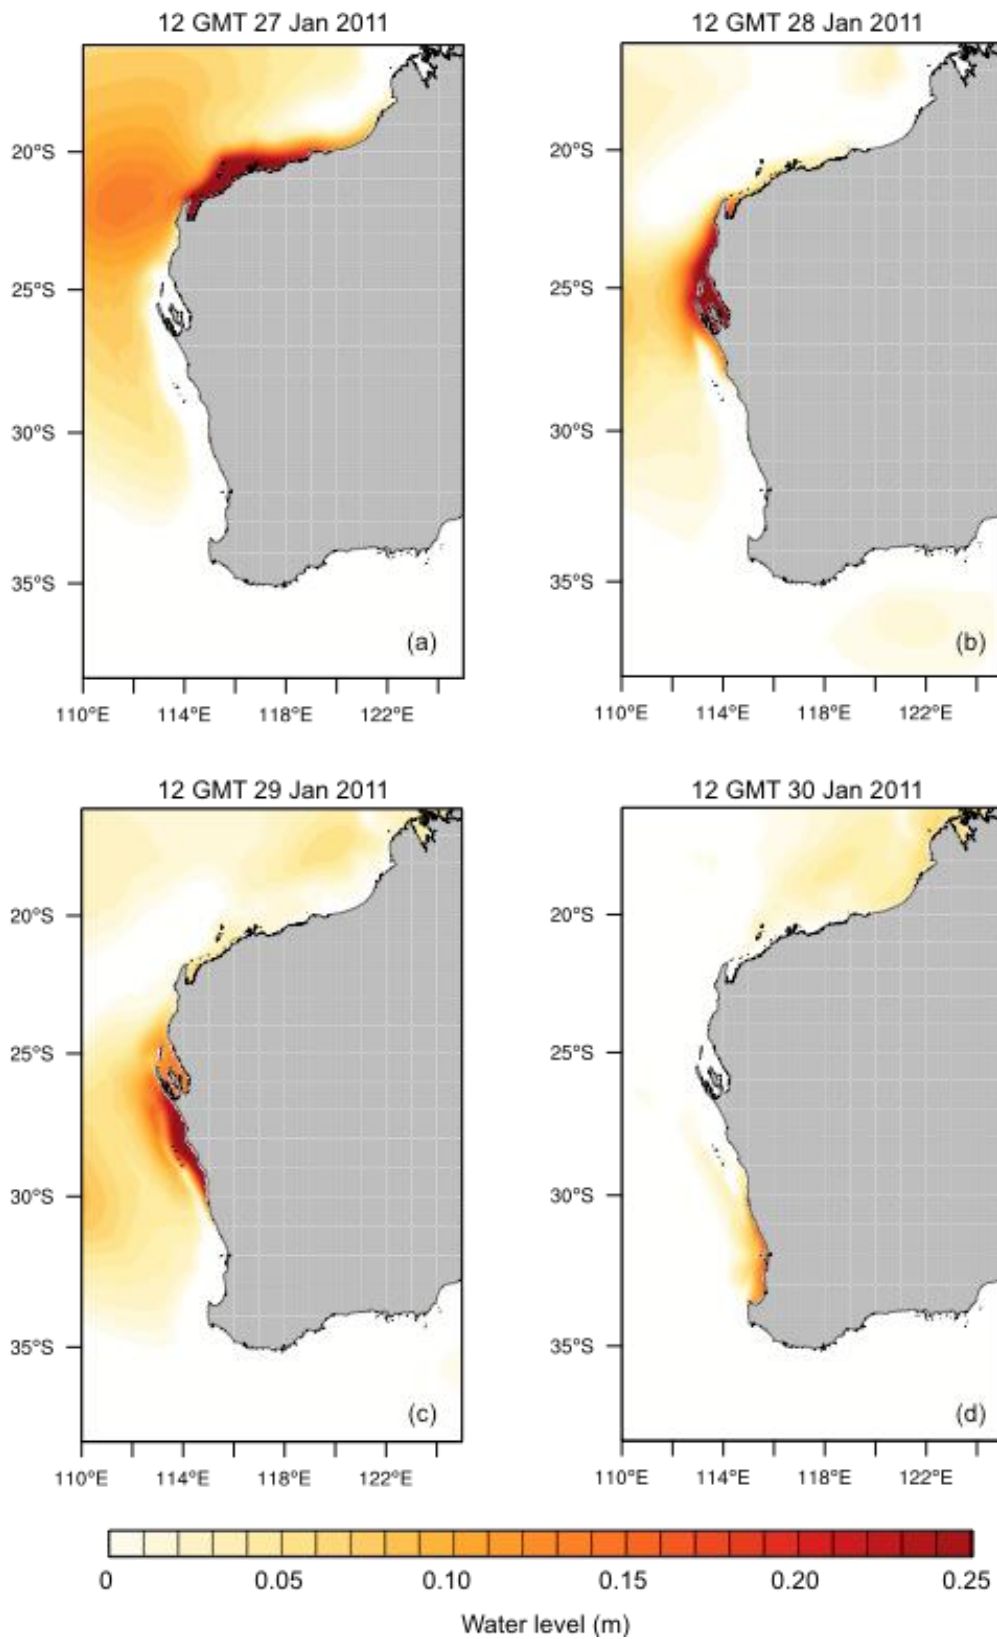 12 GMT 27 Jan 2011
12 GMT 28 Jan 2011
20°S
25°S
30°S
35°S
(a)
110°E 114°E 118°E 122°E
20°S
25°S
30°S
35°S
(b)
110°E 114°E 118°E 122°E
12 GMT 29 Jan 2011
12 GMT 30 Jan 2011
20°S
25°S
30°S
35°S
(c)
110°E 114°E 118°E 122°E
20°S
25°S
30°S
35°S
(d)
110°E 114°E 118°E 122°E
0 0.05 0.10 0.15 0.20 0.25
Water level (m)